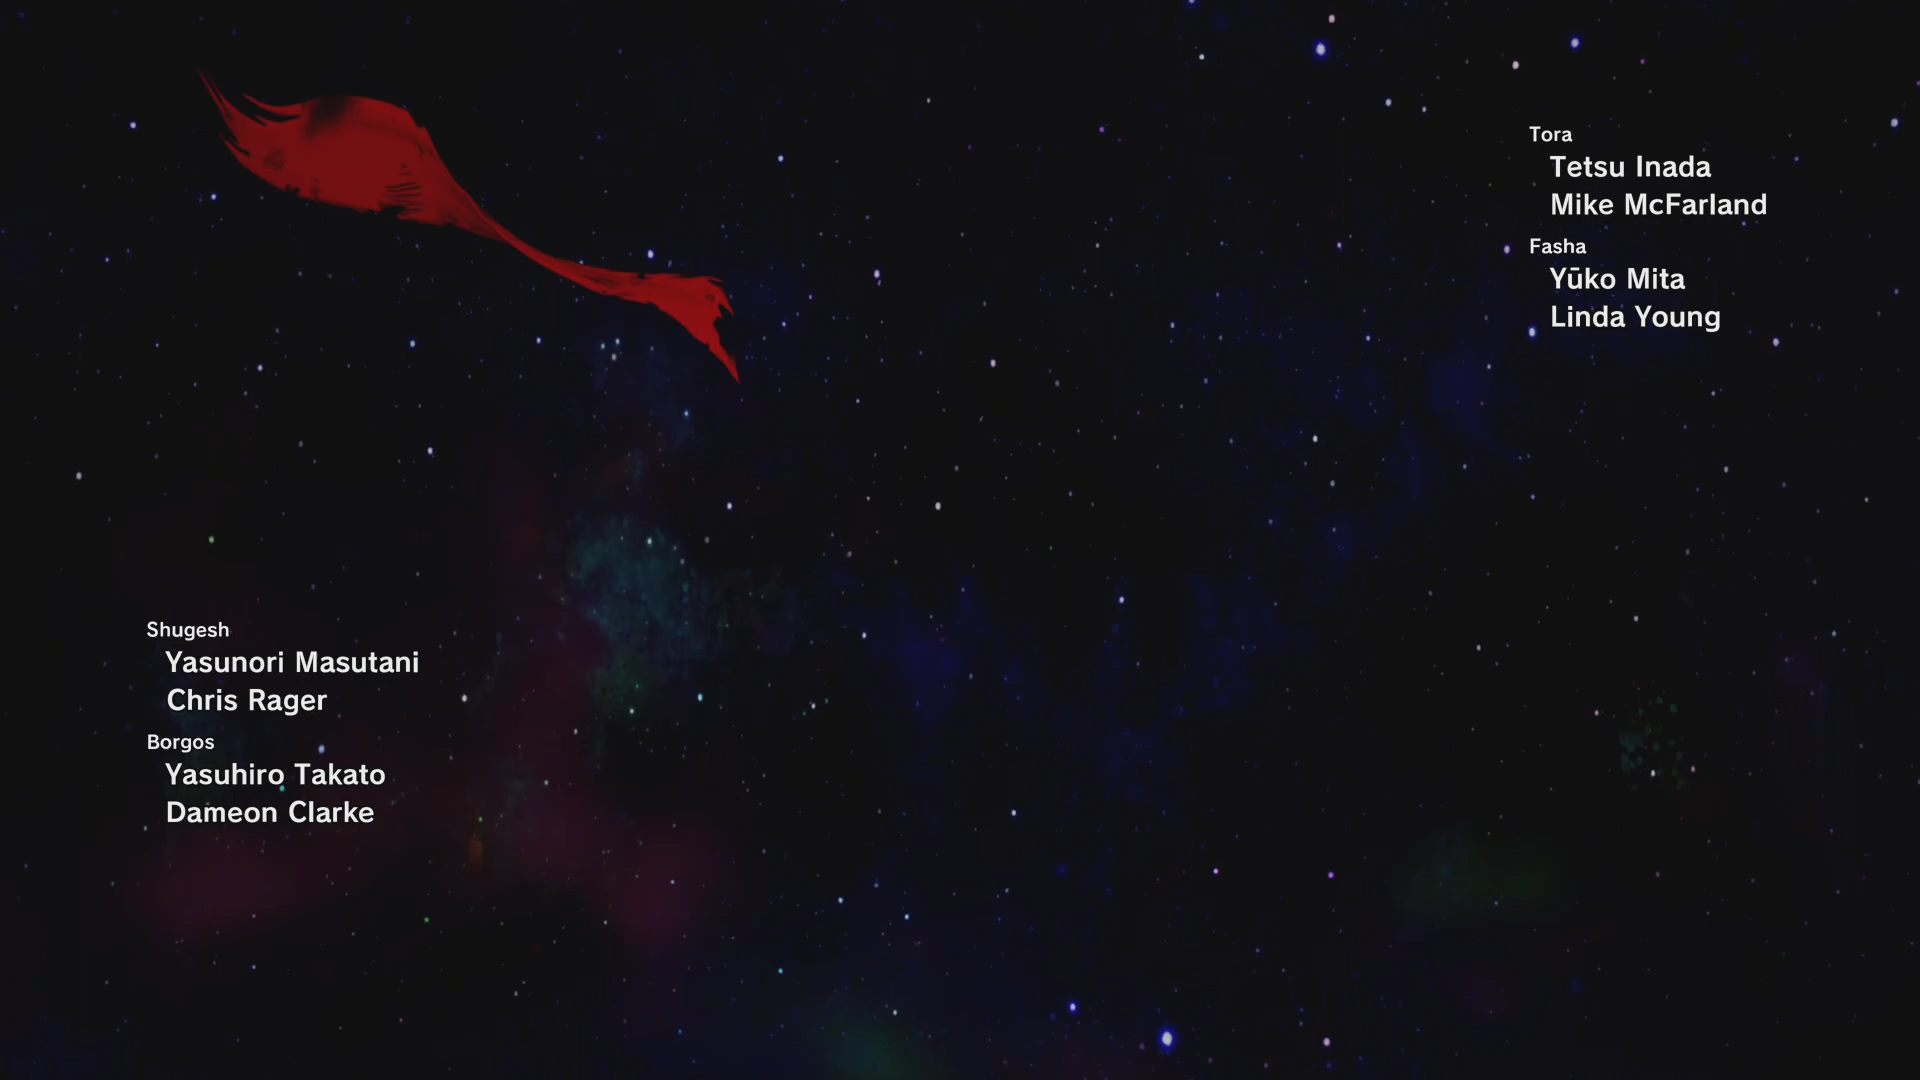 Tora
Tetsu Inada
Mike McFarland
Fasha
Yūko Mita
Linda Young
Shugesh
Yasunori Masutani
Chris Rager
Borgos
Yasuhiro Takato
Dameon Clarke